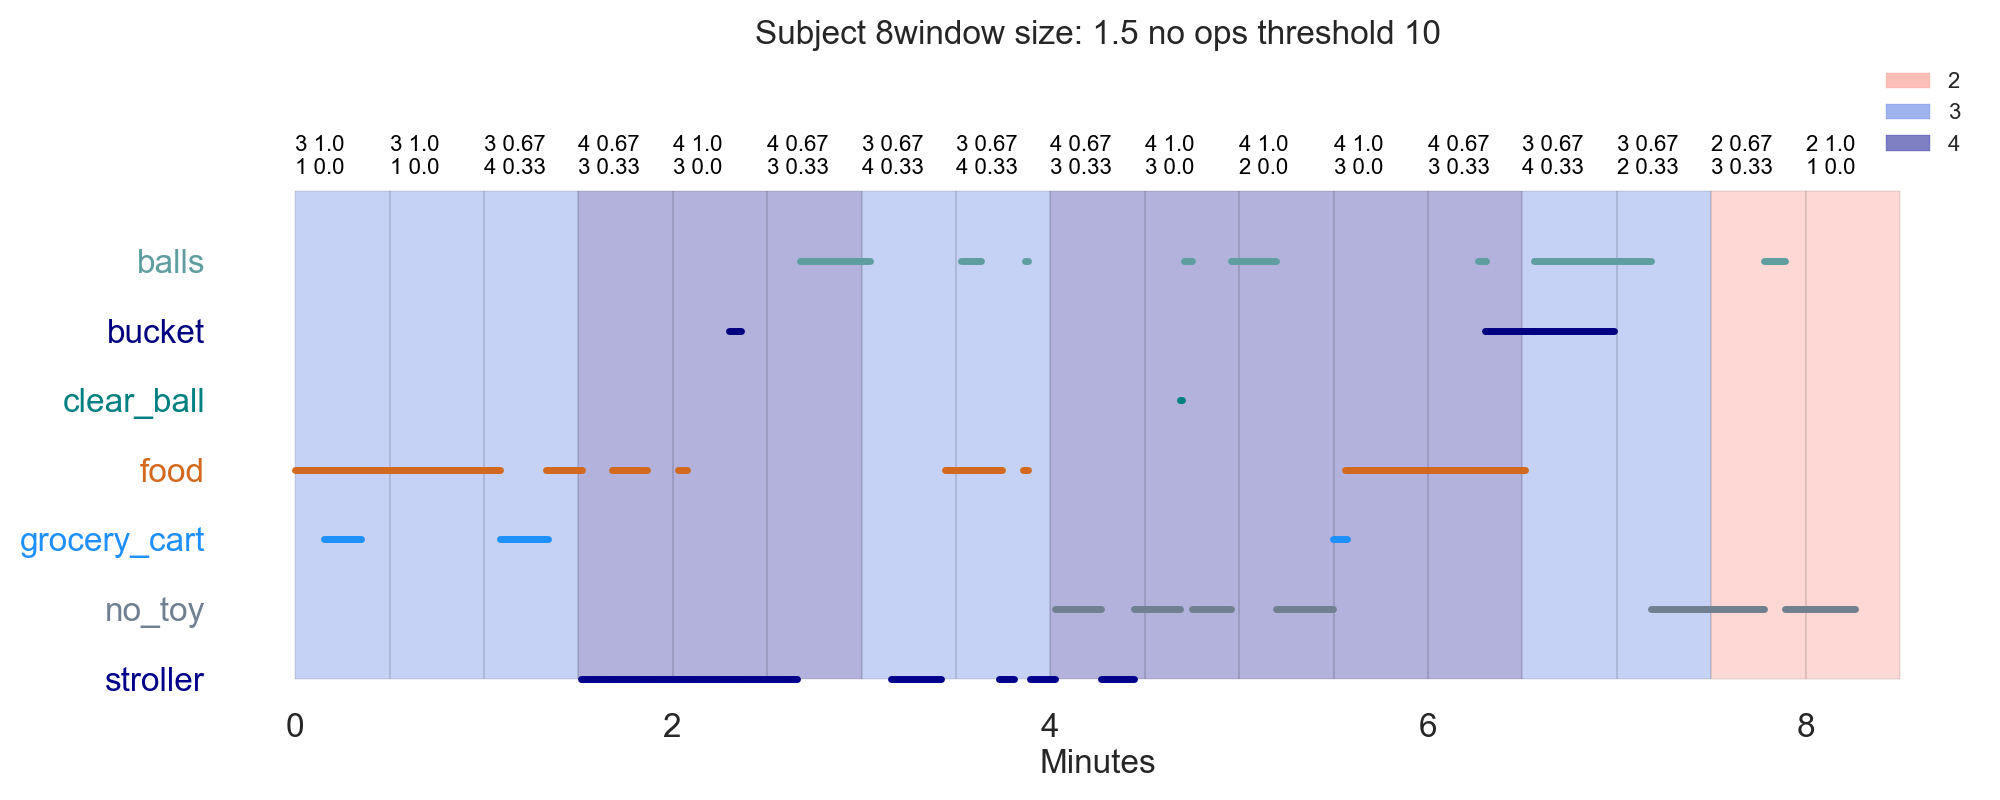 Subject 8window size: 1.5 no ops threshold 10
2
3
4
3 1.0 3 1.0 3 0.67 4 0.67 4 1.0 4 0.67 3 0.67 3 0.67 4 0.67 4 1.0 4 1.0 4 1.0 4 0.67 3 0.67 3 0.67 2 0.67 2 1.0
1 0.0 1 0.0 4 0.33 3 0.33 3 0.0 3 0.33 4 0.33 4 0.33 3 0.33 3 0.0 2 0.0 3 0.0 3 0.33 4 0.33 2 0.33 3 0.33 1 0.0
balls
bucket
clear_ball
food
grocery_cart
no_toy
stroller
0 2 4 6 8
Minutes